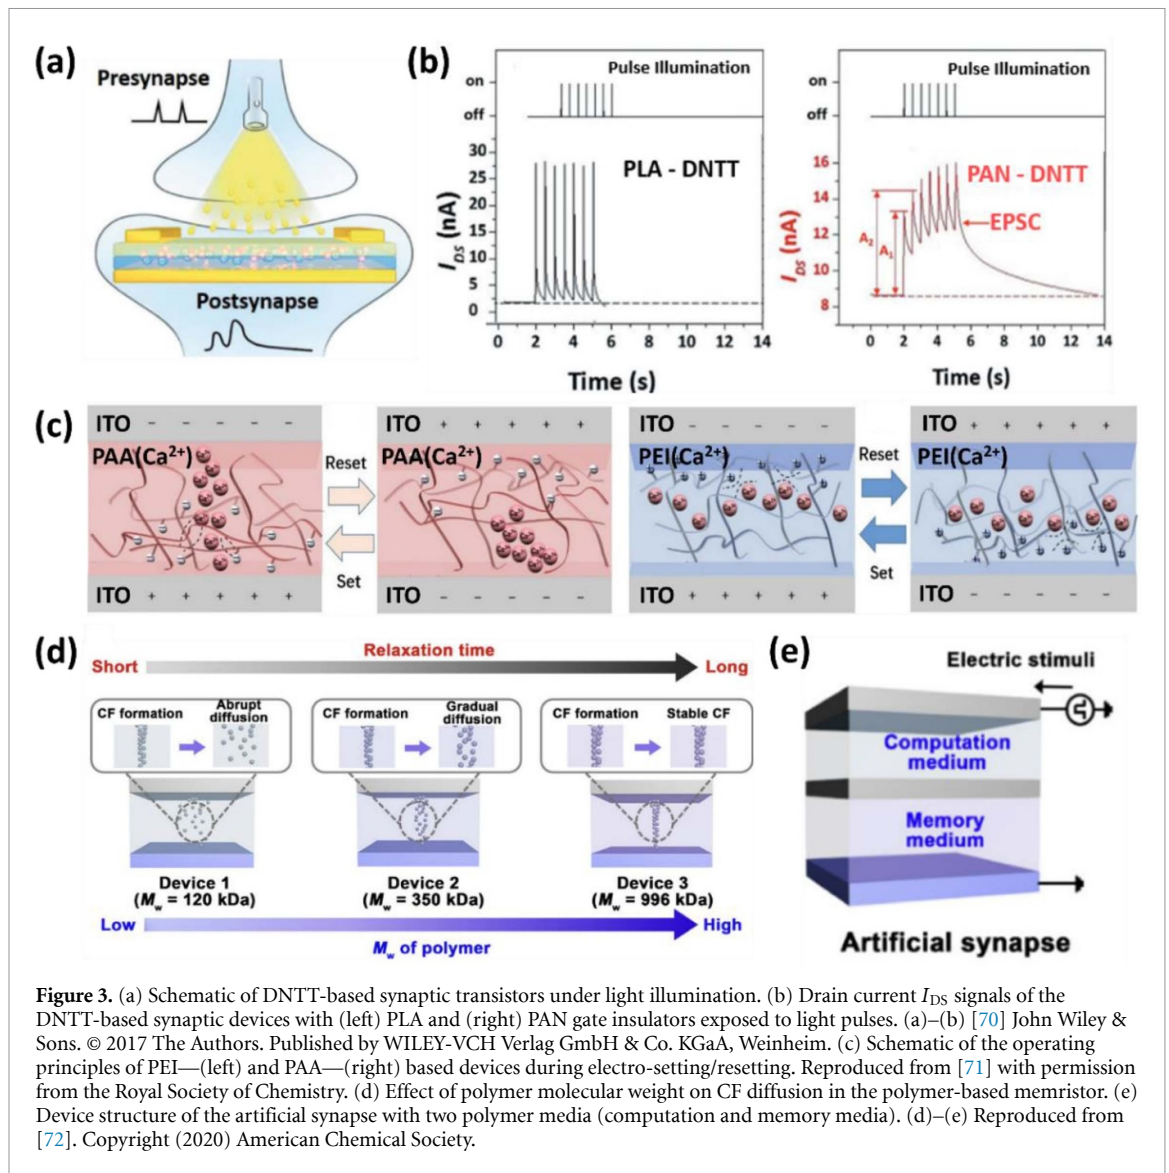 (a)
Presynapse
Postsynapse
(b)
on
off
Pulse Illumination
30
25
20
15
10
5
0
I_DS (nA)
PLA - DNTT
0 2 4 6 8 10 12 14
Time (s)
on
off
Pulse Illumination
16
14
12
10
8
I_DS (nA)
PAN - DNTT
EPSC
A₂
A₁
0 2 4 6 8 10 12 14
Time (s)
(c)
ITO - - - - -
PAA(Ca²⁺)
ITO + + + + +
Reset
Set
ITO + + + + +
PAA(Ca²⁺)
ITO - - - - -
ITO - - - - -
PEI(Ca²⁺)
ITO + + + + +
Reset
Set
ITO + + + + +
PEI(Ca²⁺)
ITO - - - - -
(d)
Relaxation time
Short
Long
CF formation
Abrupt
diffusion
CF formation
Gradual
diffusion
CF formation
Stable CF
Device 1
(Mw = 120 kDa)
Device 2
(Mw = 350 kDa)
Device 3
(Mw = 996 kDa)
Low
High
Mw of polymer
(e)
Electric stimuli
Computation
medium
Memory
medium
Artificial synapse
Figure 3. (a) Schematic of DNTT-based synaptic transistors under light illumination. (b) Drain current I_DS signals of the
DNTT-based synaptic devices with (left) PLA and (right) PAN gate insulators exposed to light pulses. (a)–(b) [70] John Wiley &
Sons. © 2017 The Authors. Published by WILEY-VCH Verlag GmbH & Co. KGaA, Weinheim. (c) Schematic of the operating
principles of PEI—(left) and PAA—(right) based devices during electro-setting/resetting. Reproduced from [71] with permission
from the Royal Society of Chemistry. (d) Effect of polymer molecular weight on CF diffusion in the polymer-based memristor. (e)
Device structure of the artificial synapse with two polymer media (computation and memory media). (d)–(e) Reproduced from
[72]. Copyright (2020) American Chemical Society.